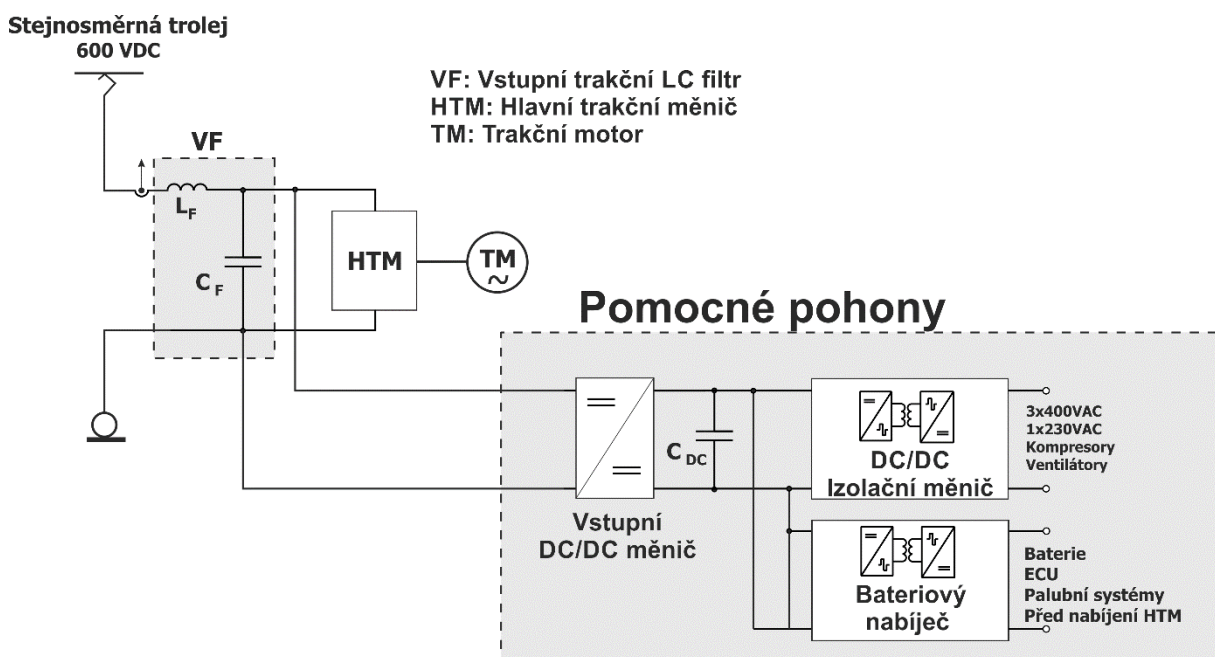 Stejnosměrná trolej
600 VDC
VF: Vstupní trakční LC filtr
HTM: Hlavní trakční měnič
TM: Trakční motor
VF
LF
CF
HTM
TM
~
Pomocné pohony
CDC
Vstupní
DC/DC měnič
DC/DC
Izolační měnič
3x400VAC
1x230VAC
Kompresory
Ventilátory
Bateriový
nabíječ
Baterie
ECU
Palubní systémy
Před nabíjení HTM